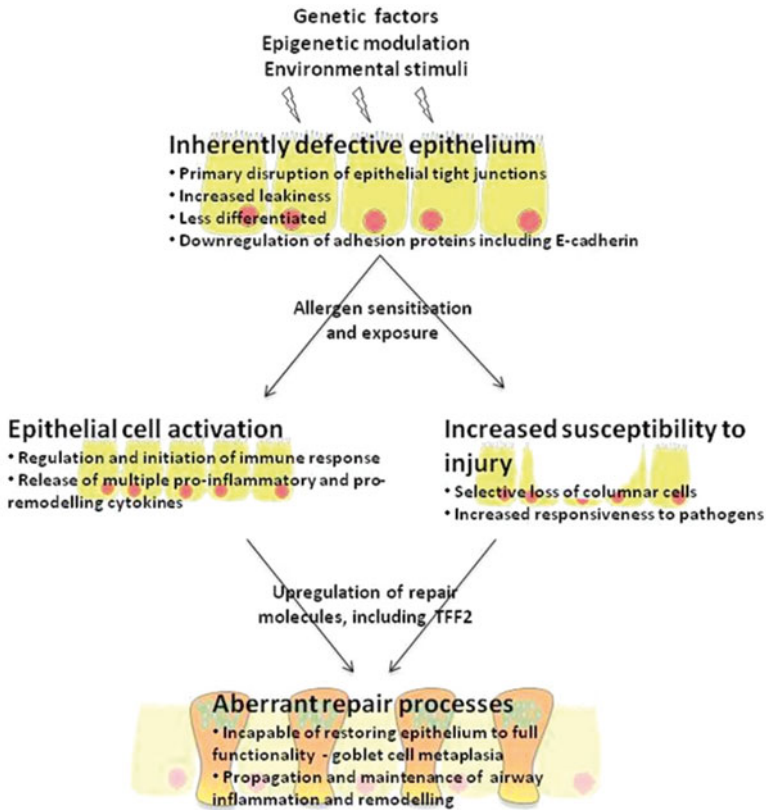 Genetic factors
Epigenetic modulation
Environmental stimuli
Inherently defective epithelium
• Primary disruption of epithelial tight junctions
• Increased leakiness
• Less differentiated
• Downregulation of adhesion proteins including E-cadherin
Allergen sensitisation
and exposure
Epithelial cell activation
• Regulation and initiation of immune response
• Release of multiple pro-inflammatory and pro-
remodelling cytokines
Increased susceptibility to
injury
• Selective loss of columnar cells
• Increased responsiveness to pathogens
Upregulation of repair
molecules, including TFF2
Aberrant repair processes
• Incapable of restoring epithelium to full
functionality - goblet cell metaplasia
• Propagation and maintenance of airway
inflammation and remodelling